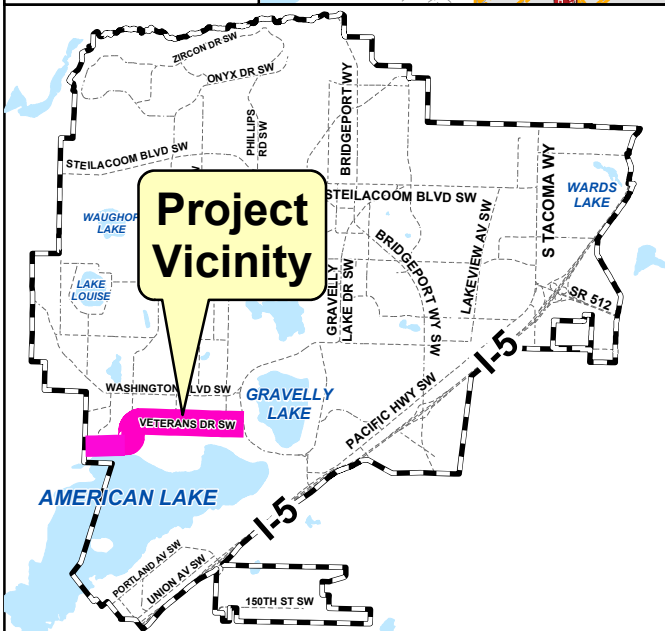 ZIRCON DR SW
ONYX DR SW
PHILLIPS
RD SW
BRIDGEPORT WY
STEILACOOM BLVD SW
STEILACOOM BLVD SW
S TACOMA WY
WARDS
LAKE
LAKE
Project
Vicinity
BRIDGEPORT WY SW
LAKEVIEW AV SW
LAKE
LOUISE
GRAVELLY
LAKE DR SW
SR 512
I-5
PACIFIC HWY SW
WASHINGTON BLVD SW
GRAVELLY
LAKE
VETERANS DR SW
AMERICAN LAKE
I-5
PORTLAND AV SW
UNION AV SW
150TH ST SW